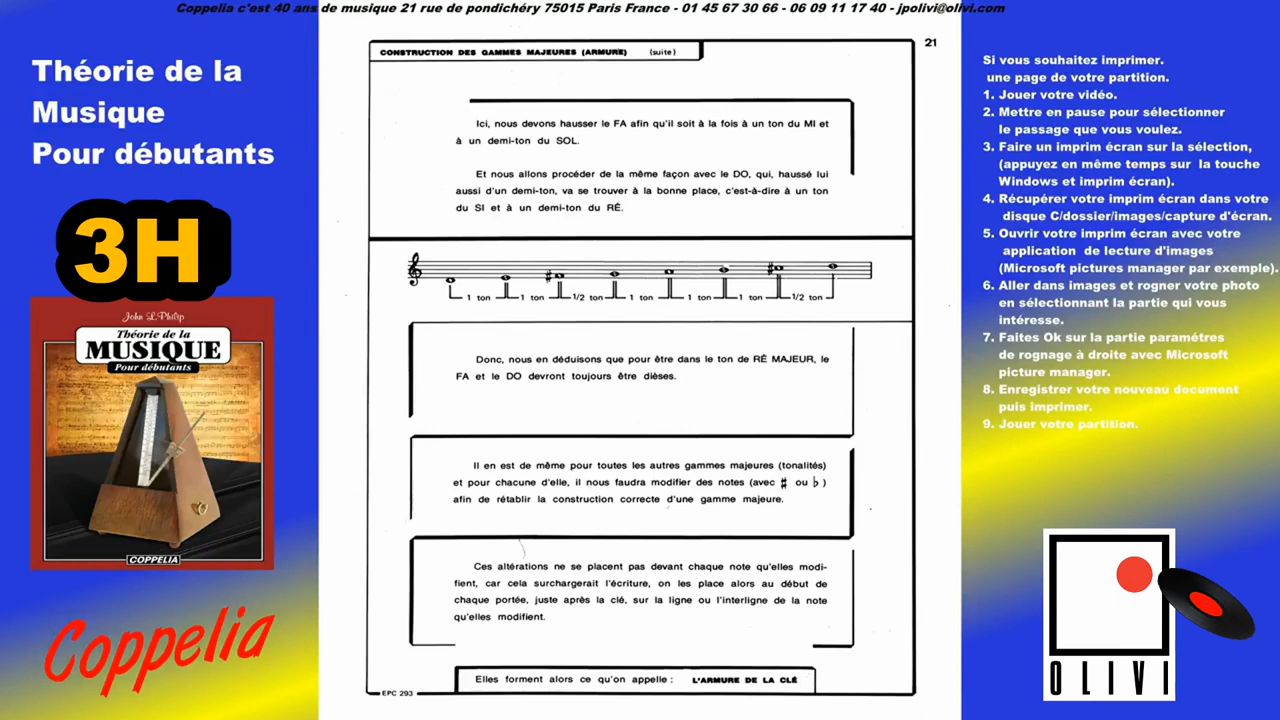 Coppelia c'est 40 ans de musique 21 rue de pondichéry 75015 Paris France - 01 45 67 30 66 - 06 09 11 17 40 - jpolivi@olivi.com
Théorie de la
Musique
Pour débutants
3H
John L.Philip
Théorie de la
MUSIQUE
Pour débutants
COPPELIA
Coppelia
21
CONSTRUCTION DES GAMMES MAJEURES (ARMURE) (suite)
Ici, nous devons hausser le FA afin qu'il soit à la fois à un ton du MI et
à un demi-ton du SOL.
Et nous allons procéder de la même façon avec le DO, qui, haussé lui
aussi d'un demi-ton, va se trouver à la bonne place, c'est-à-dire à un ton
du SI et à un demi-ton du RÉ.
1 ton 1 ton 1/2 ton 1 ton 1 ton 1 ton 1/2 ton
Donc, nous en déduisons que pour être dans le ton de RÉ MAJEUR, le
FA et le DO devront toujours être dièses.
Il en est de même pour toutes les autres gammes majeures (tonalités)
et pour chacune d'elle, il nous faudra modifier des notes (avec ♯ ou ♭)
afin de rétablir la construction correcte d'une gamme majeure.
Ces altérations ne se placent pas devant chaque note qu'elles modi-
fient, car cela surchargerait l'écriture, on les place alors au début de
chaque portée, juste après la clé, sur la ligne ou l'interligne de la note
qu'elles modifient.
Elles forment alors ce qu'on appelle : L'ARMURE DE LA CLÉ
EPC 293
Si vous souhaitez imprimer.
une page de votre partition.
1. Jouer votre vidéo.
2. Mettre en pause pour sélectionner
le passage que vous voulez.
3. Faire un imprim écran sur la sélection,
(appuyez en même temps sur la touche
Windows et imprim écran).
4. Récupérer votre imprim écran dans votre
disque C/dossier/images/capture d'écran.
5. Ouvrir votre imprim écran avec votre
application de lecture d'images
(Microsoft pictures manager par exemple).
6. Aller dans images et rogner votre photo
en sélectionnant la partie qui vous
intéresse.
7. Faites Ok sur la partie paramétres
de rognage à droite avec Microsoft
picture manager.
8. Enregistrer votre nouveau document
puis imprimer.
9. Jouer votre partition.
OLIVI